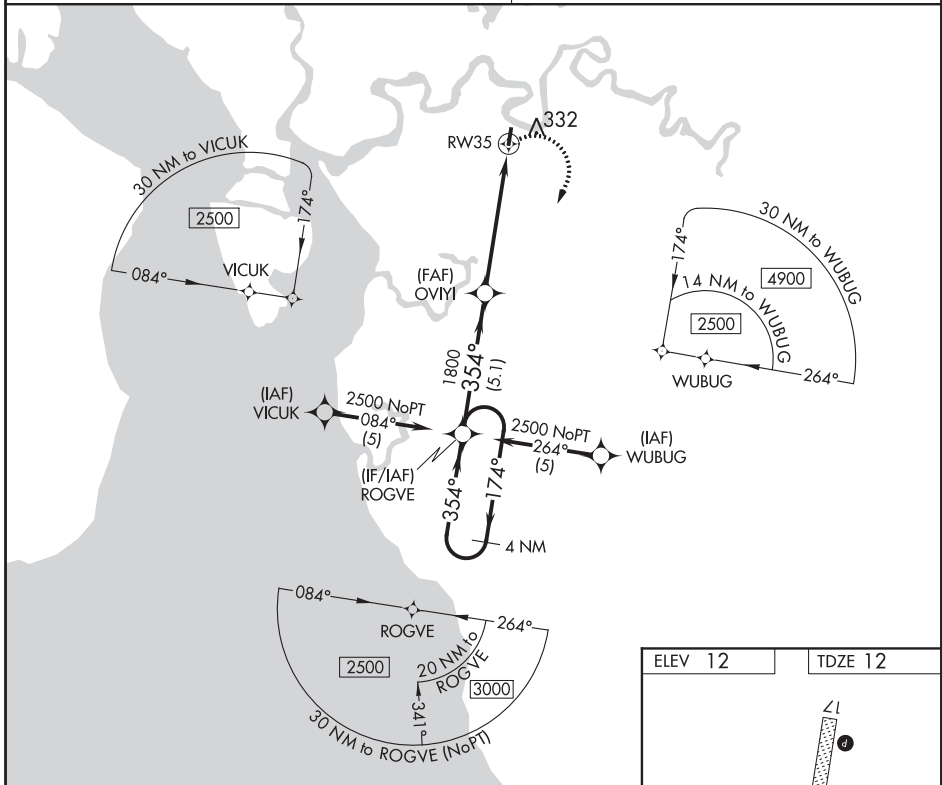 332
RW35
30 NM to VICUK
2500
174°
084°
VICUK
30 NM to WUBUG
174°
4900
14 NM to WUBUG
2500
264°
WUBUG
(FAF)
OVIYI
1800
354°
(5.1)
(IAF)
VICUK
2500 NoPT
084°
(5)
2500 NoPT
264°
(5)
(IAF)
WUBUG
(IF/IAF)
ROGVE
354°
174°
4 NM
084°
ROGVE
264°
2500
20 NM to ROGVE
3000
341°
30 NM to ROGVE (NoPT)
ELEV 12
TDZE 12
17
P